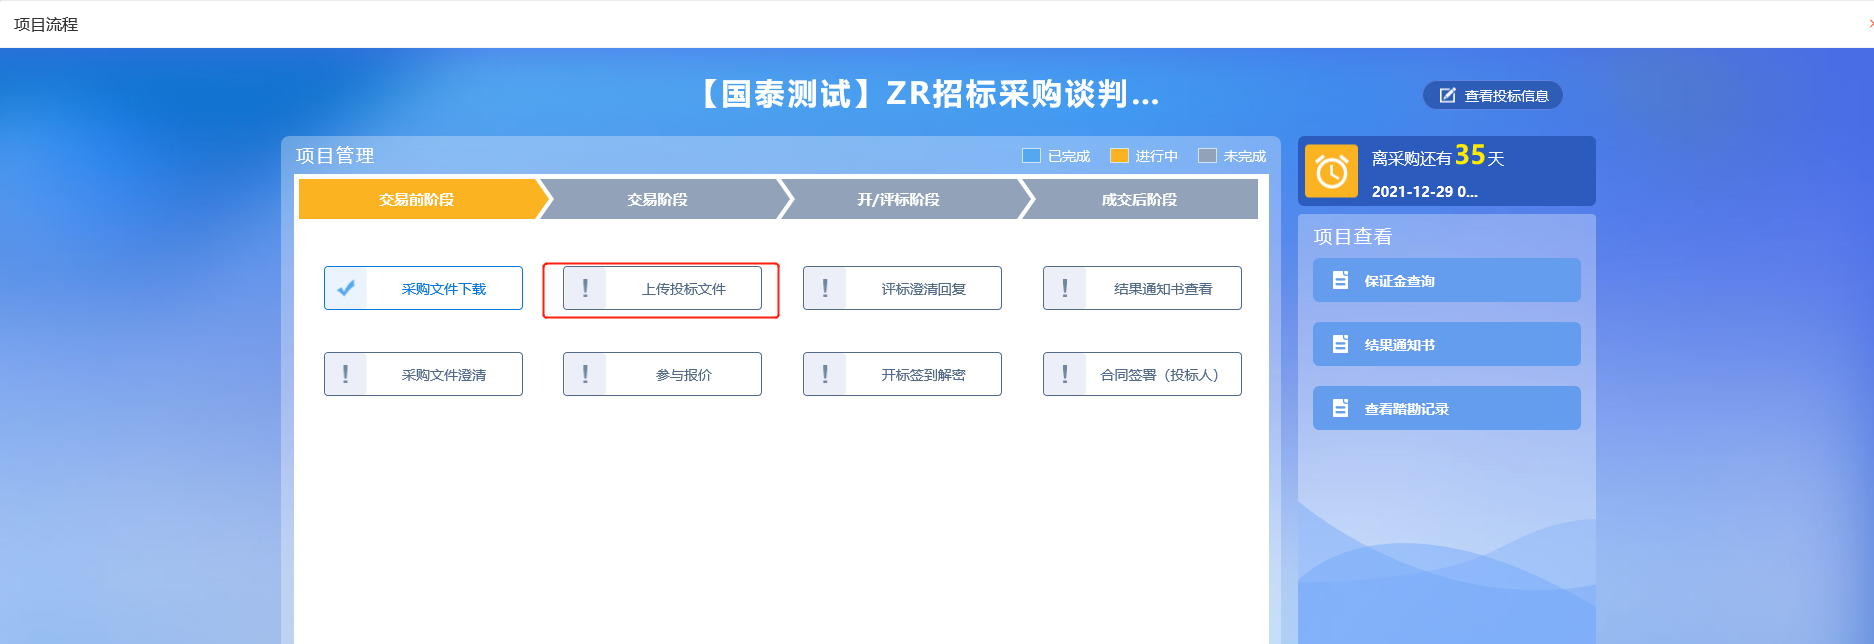 项目流程
【国泰测试】ZR招标采购谈判...
查看投标信息
项目管理
已完成 进行中 未完成
离采购还有35天
2021-12-29 0...
交易前阶段 交易阶段 开/评标阶段 成交后阶段
项目查看
采购文件下载 上传投标文件 评标澄清回复 结果通知书查看
保证金查询
结果通知书
采购文件澄清 参与报价 开标签到解密 合同签署（投标人）
查看踏勘记录